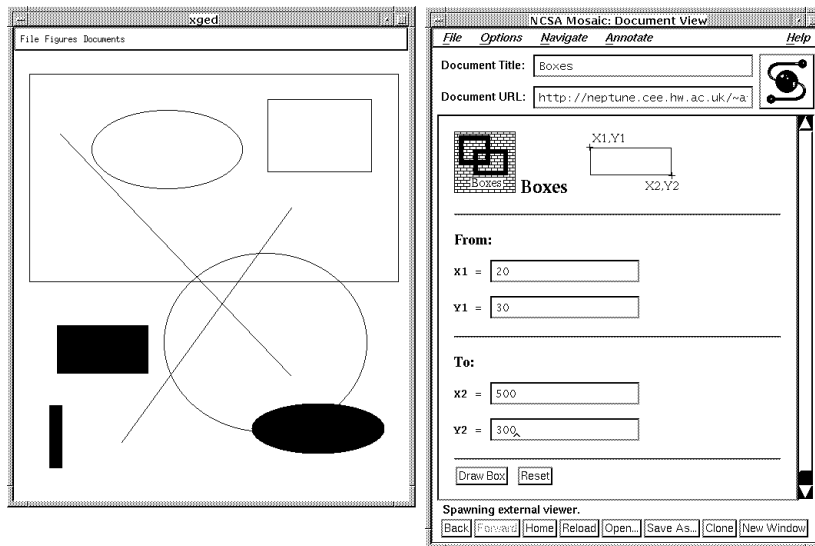 xged
File Figures Documents
NCSA Mosaic: Document View
File Options Navigate Annotate Help
Document Title: Boxes
Document URL: http://neptune.cee.hw.ac.uk/~a
X1,Y1
Boxes
Boxes
X2,Y2
From:
X1 = 20
Y1 = 30
To:
X2 = 500
Y2 = 300
Draw Box Reset
Spawning external viewer.
Back Forward Home Reload Open... Save As... Clone New Window